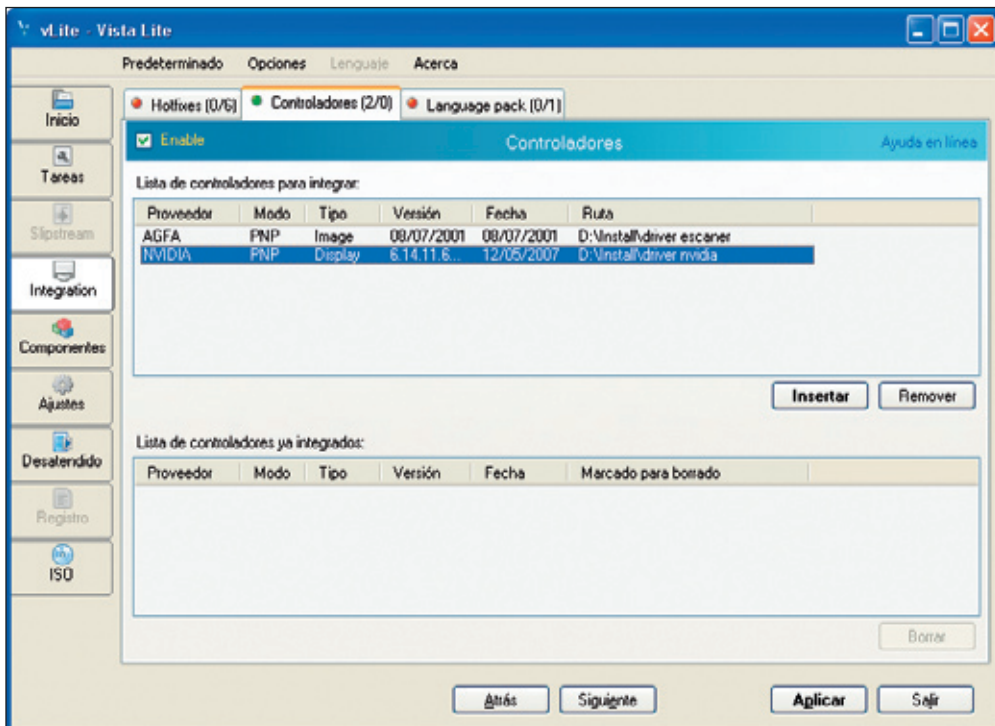 vLite - Vista Lite
Predeterminado Opciones Lenguaje Acerca
Inicio
Tareas
Slipstream
Integration
Componentes
Ajustes
Desatendido
Registro
ISO
Hotfixes (0/6) Controladores (2/0) Language pack (0/1)
Enable Controladores Ayuda en línea
Lista de controladores para integrar:
Proveedor Modo Tipo Versión Fecha Ruta
AGFA PNP Image 08/07/2001 08/07/2001 D:\Install\driver escaner
NVIDIA PNP Display 6.14.11.6... 12/05/2007 D:\Install\driver nvidia
Insertar Remover
Lista de controladores ya integrados:
Proveedor Modo Tipo Versión Fecha Marcado para borrado
Borrar
Atrás Siguiente Aplicar Salir